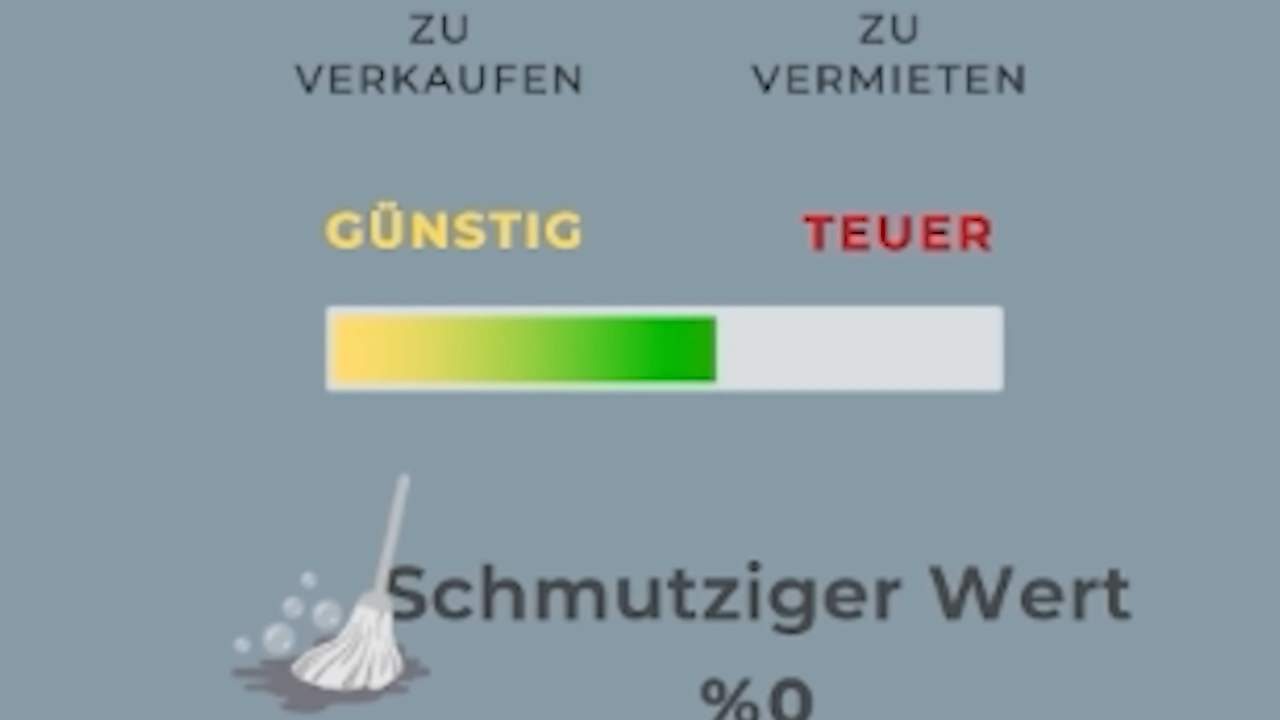 ZU
VERKAUFEN
ZU
VERMIETEN
GÜNSTIG
TEUER
Schmutziger Wert
%0